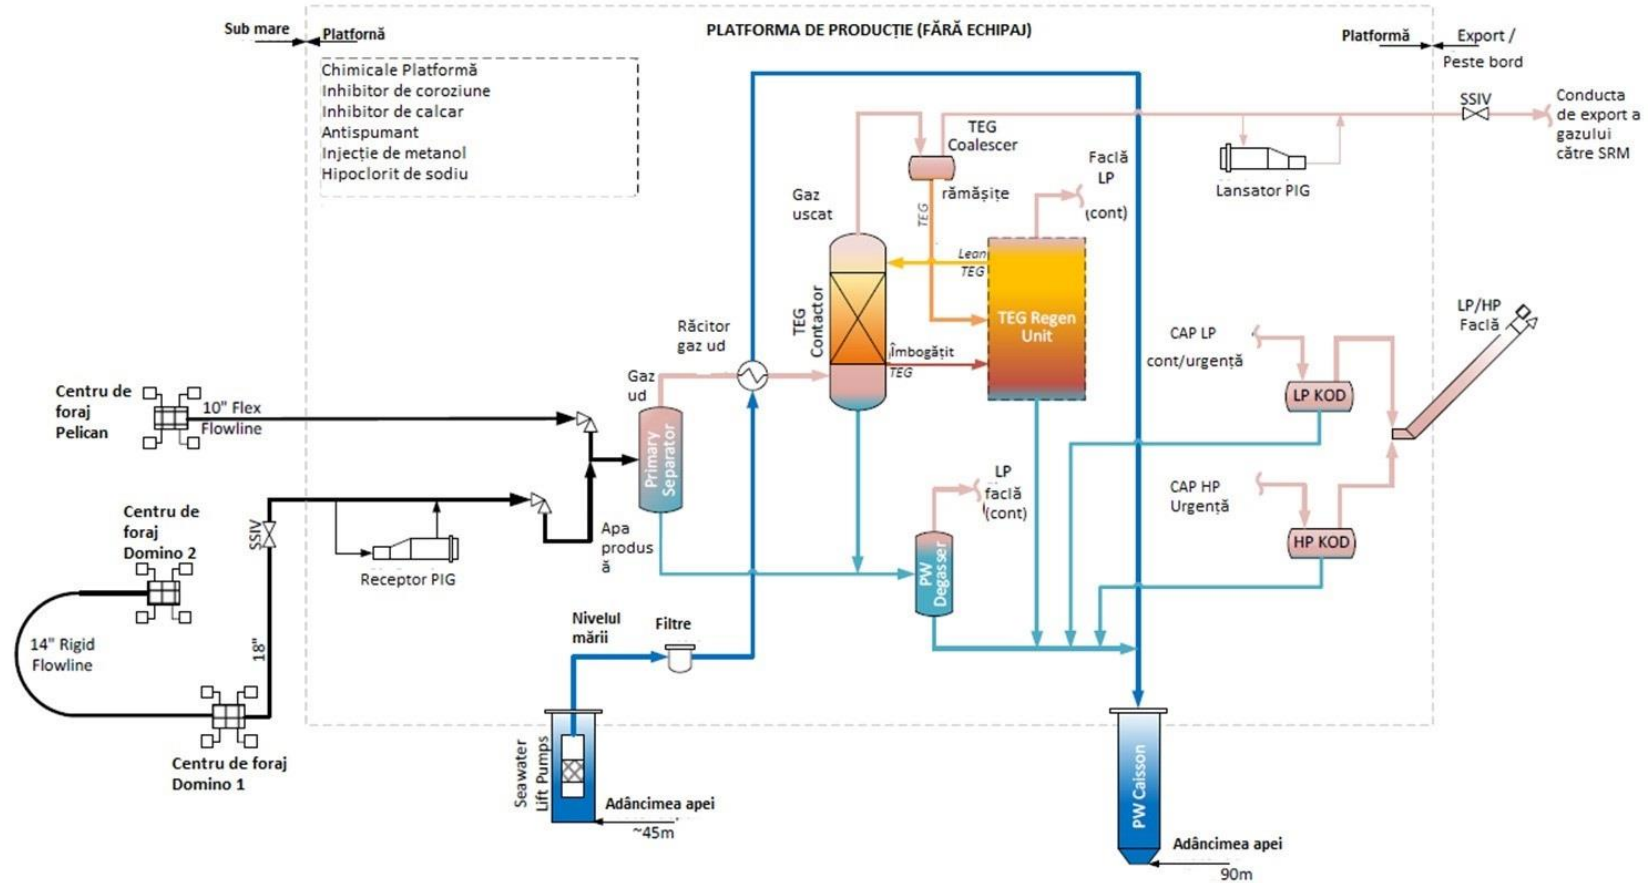 PLATFORMA DE PRODUCȚIE (FĂRĂ ECHIPAJ)
Sub mare
Platfornă
Platformă
Export /
Peste bord
Chimicale Platformă
Inhibitor de coroziune
Inhibitor de calcar
Antispumant
Injecție de metanol
Hipoclorit de sodiu
SSIV
Conducta
de export a
gazului
către SRM
TEG
Coalescer
Lansator PIG
Faclă
LP
(cont)
Gaz
uscat
rămășițe
TEG
Lean
TEG
TEG
Contactor
TEG Regen
Unit
Îmbogățit
TEG
Răcitor
gaz ud
Gaz
ud
LP/HP
Faclă
CAP LP
cont/urgență
LP KOD
Centru de
foraj
Pelican
10" Flex
Flowline
Primary
Separator
LP
faclă
(cont)
CAP HP
Urgență
HP KOD
Centru de
foraj
Domino 2
SSIV
Receptor PIG
Apa
produs
ă
PW
Degasser
14" Rigid
Flowline
18"
Nivelul
mării
Filtre
Centru de foraj
Domino 1
Seawater
Lift Pumps
Adâncimea apei
~45m
PW Caisson
Adâncimea apei
90m